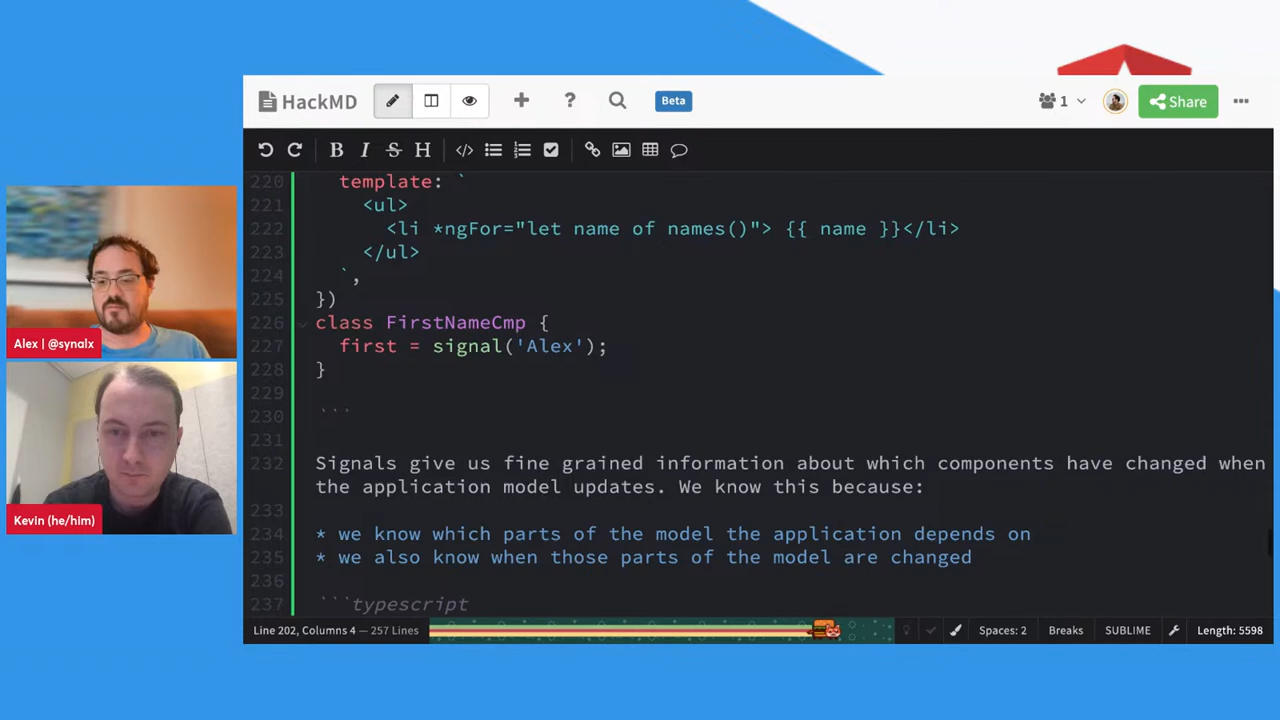 HackMD
Beta
1
Share
B I S H
220 template: `
221 <ul>
222 <li *ngFor="let name of names()"> {{ name }}</li>
223 </ul>
224 `,
225 })
226 class FirstNameCmp {
227 first = signal('Alex');
228 }
229
230 ```
231
232 Signals give us fine grained information about which components have changed when
the application model updates. We know this because:
233
234 * we know which parts of the model the application depends on
235 * we also know when those parts of the model are changed
236
237 ```typescript
Line 202, Columns 4 — 257 Lines
Spaces: 2
Breaks
SUBLIME
Length: 5598
Alex | @synalx
Kevin (he/him)